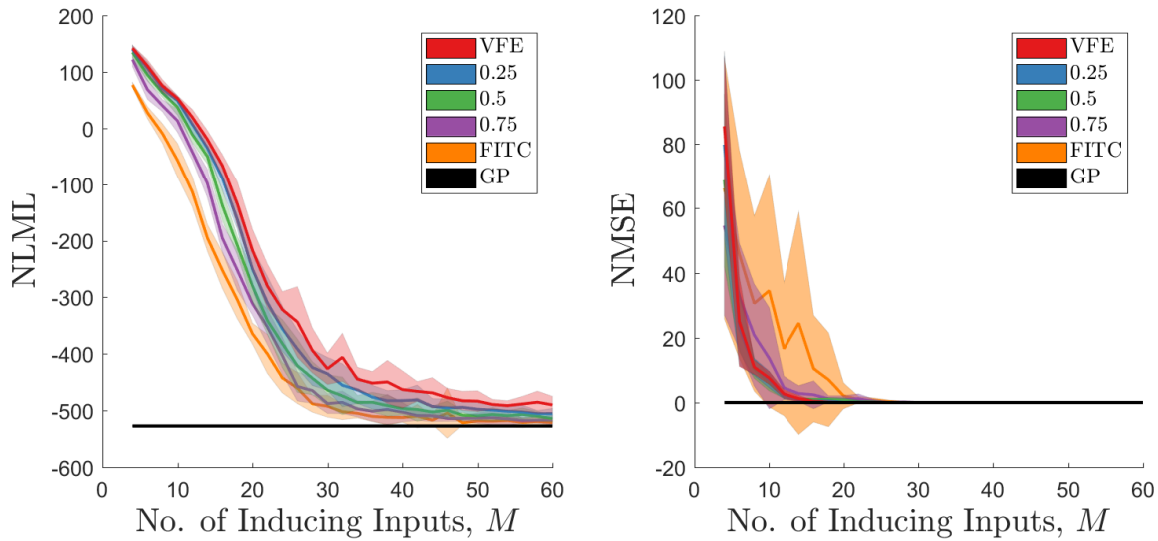 200
100
0
-100
-200
-300
-400
-500
-600
NLML
0 10 20 30 40 50 60
No. of Inducing Inputs, M
VFE
0.25
0.5
0.75
FITC
GP
120
100
80
60
40
20
0
-20
NMSE
0 10 20 30 40 50 60
No. of Inducing Inputs, M
VFE
0.25
0.5
0.75
FITC
GP